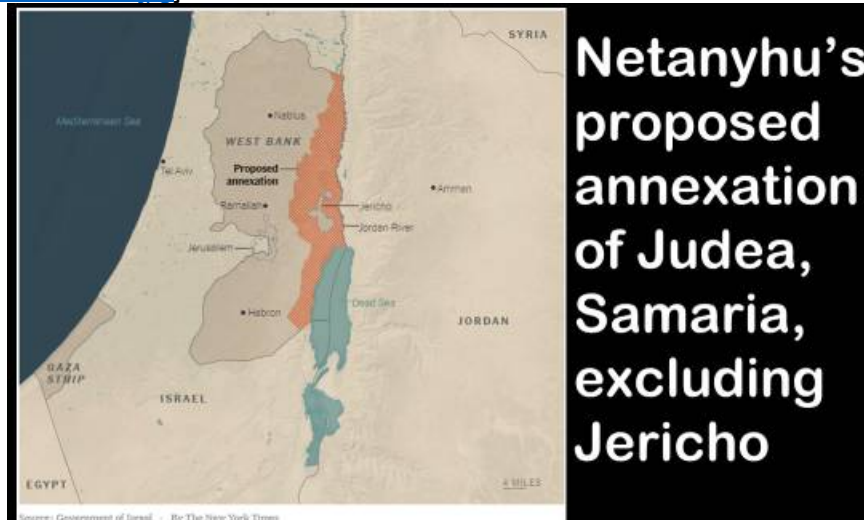 SYRIA
Mediterranean Sea
Nablus
WEST BANK
Proposed
annexation
Tel Aviv
Amman
Ramallah
Jericho
Jordan River
Jerusalem
Dead Sea
Hebron
JORDAN
GAZA
STRIP
ISRAEL
EGYPT
4 MILES
Source: Government of Israel · By The New York Times
Netanyhu's
proposed
annexation
of Judea,
Samaria,
excluding
Jericho